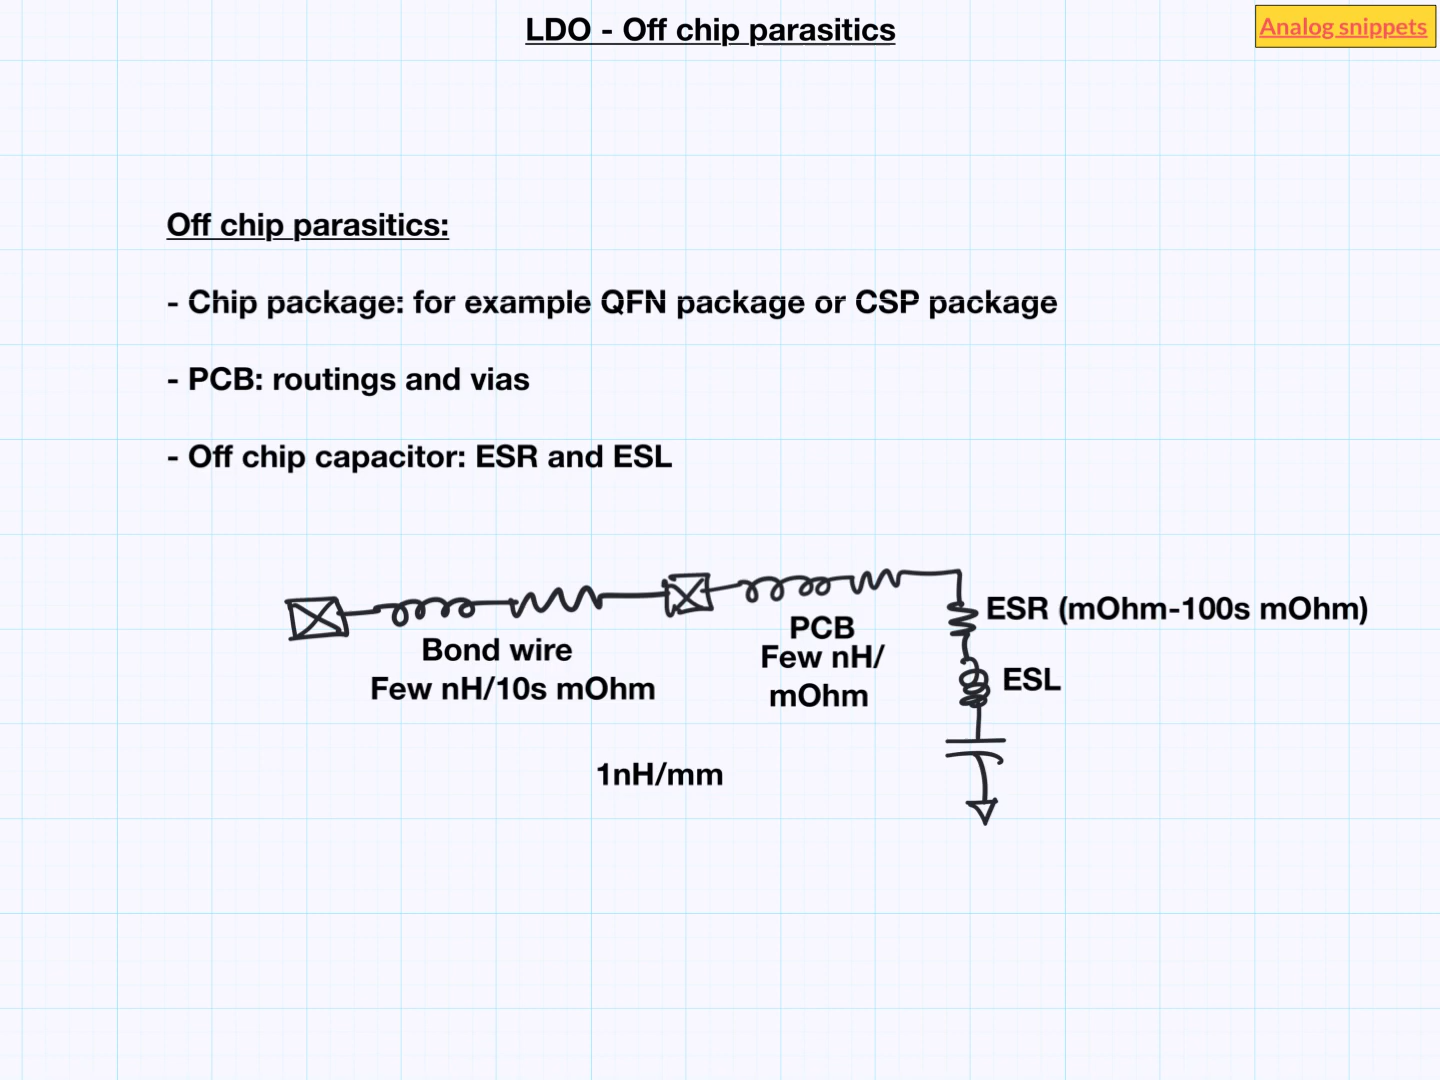 LDO - Off chip parasitics
Analog snippets
Off chip parasitics:
- Chip package: for example QFN package or CSP package
- PCB: routings and vias
- Off chip capacitor: ESR and ESL
ESR (mOhm-100s mOhm)
PCB
Few nH/
mOhm
Bond wire
Few nH/10s mOhm
ESL
1nH/mm